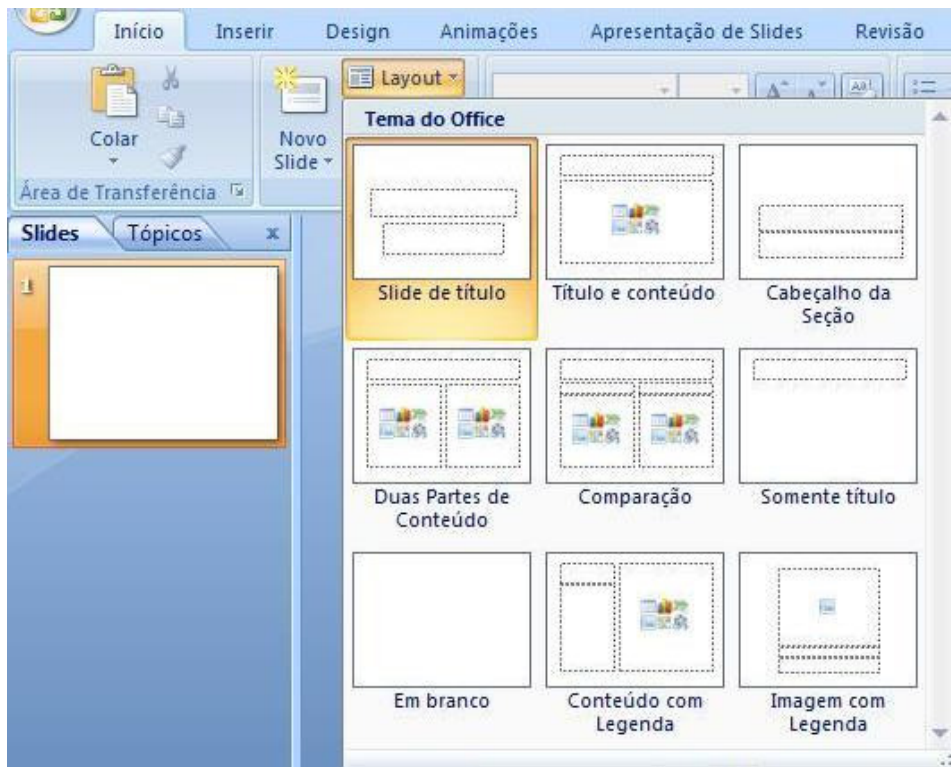 Início Inserir Design Animações Apresentação de Slides Revisão
Layout
Colar
Novo
Slide
Área de Transferência
Tema do Office
Slides Tópicos x
1
Slide de título Título e conteúdo Cabeçalho da
Seção
Duas Partes de
Conteúdo
Comparação Somente título
Em branco Conteúdo com
Legenda
Imagem com
Legenda